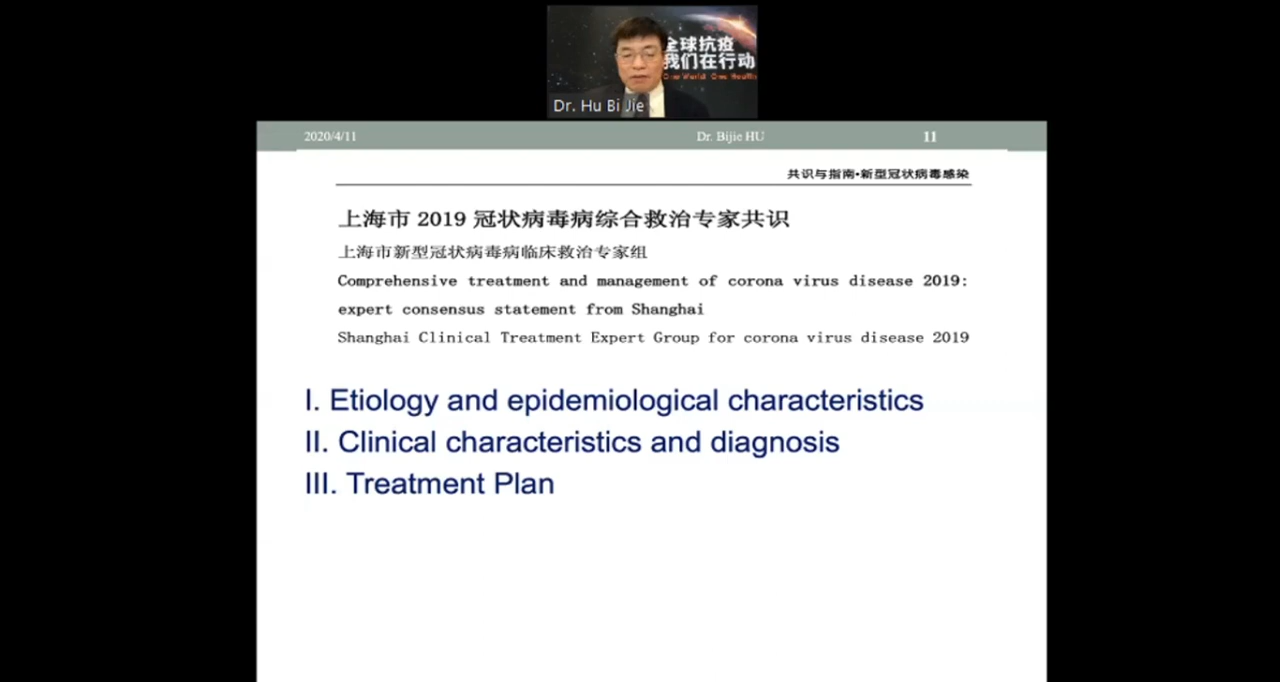 全球抗疫
我们在行动
One World One Health
Dr. Hu Bi Jie
2020/4/11 Dr. Bijie HU 11
共识与指南•新型冠状病毒感染
上海市 2019 冠状病毒病综合救治专家共识
上海市新型冠状病毒病临床救治专家组
Comprehensive treatment and management of corona virus disease 2019:
expert consensus statement from Shanghai
Shanghai Clinical Treatment Expert Group for corona virus disease 2019
I. Etiology and epidemiological characteristics
II. Clinical characteristics and diagnosis
III. Treatment Plan